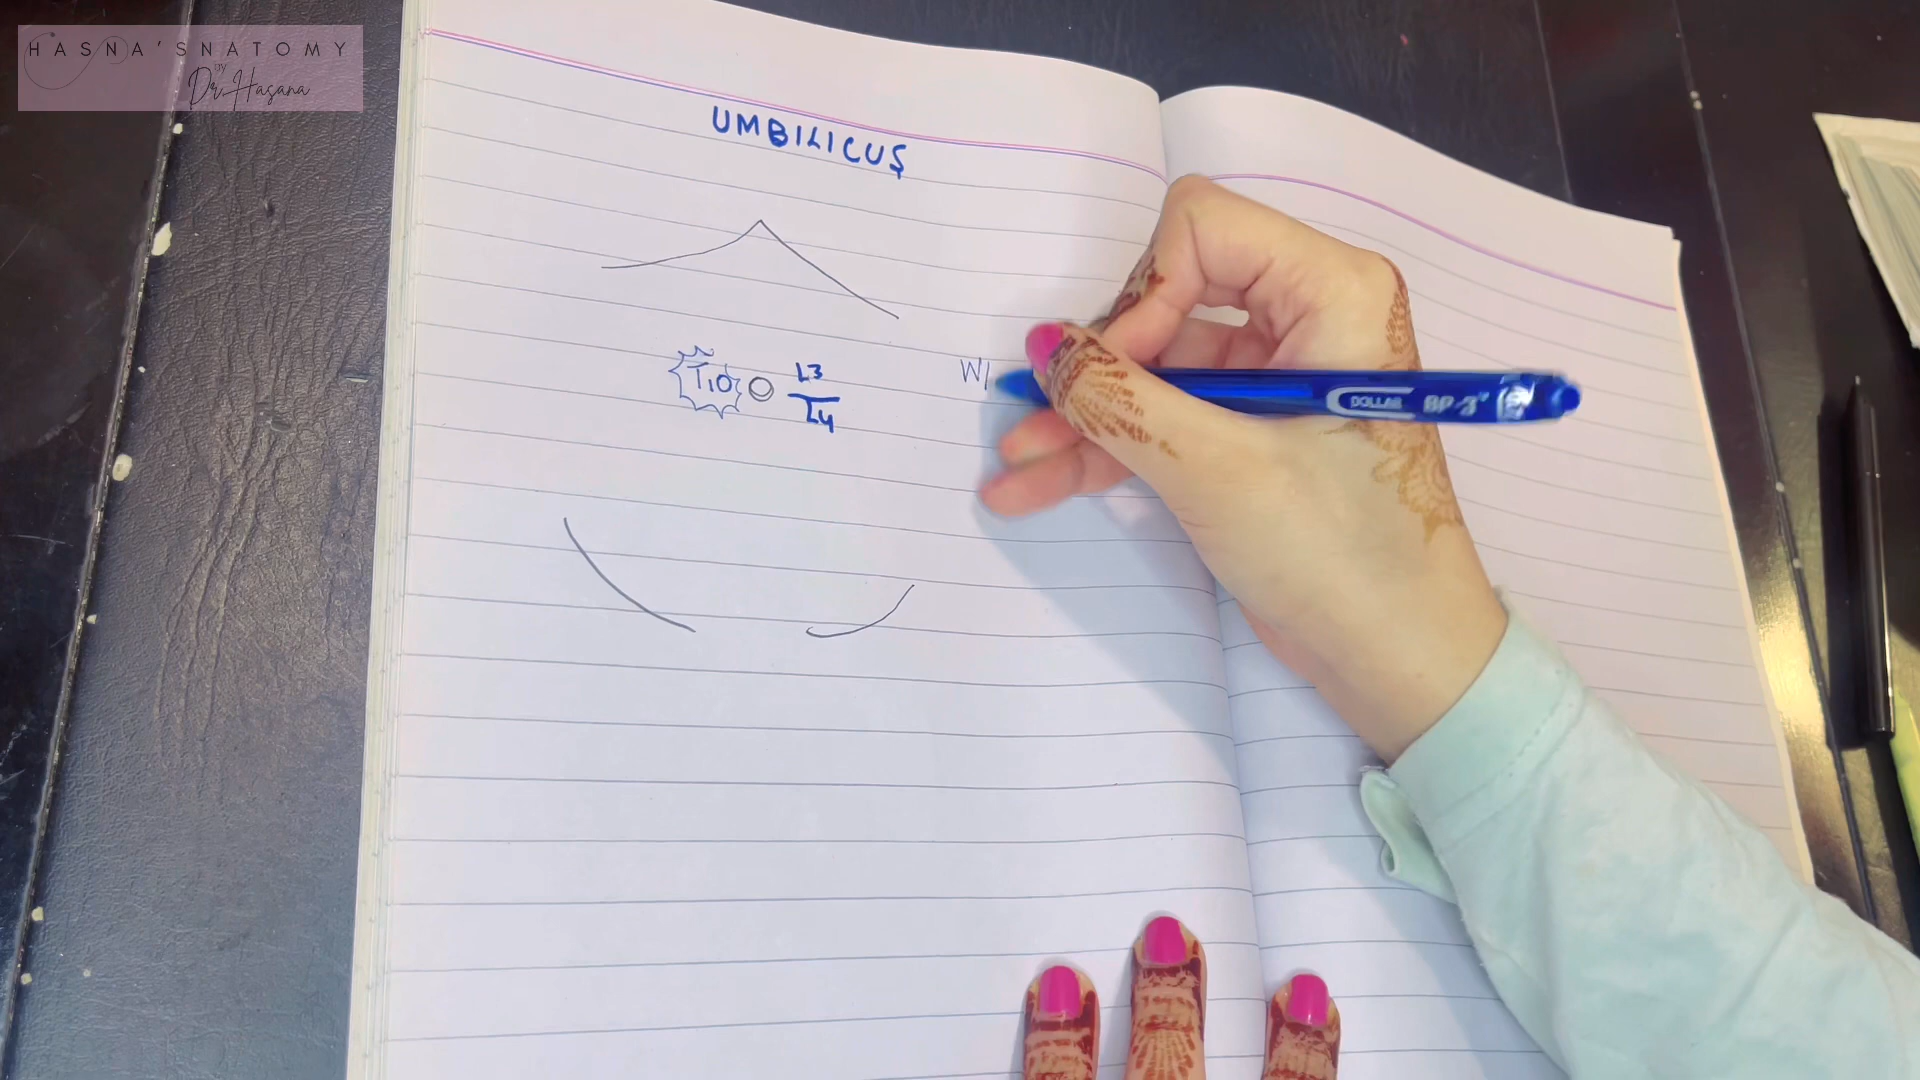 HASNA'SNATOMY
BY
Dr.Hasana
UMBILICUS
T10
L3
L4
DOLLAR BP-3